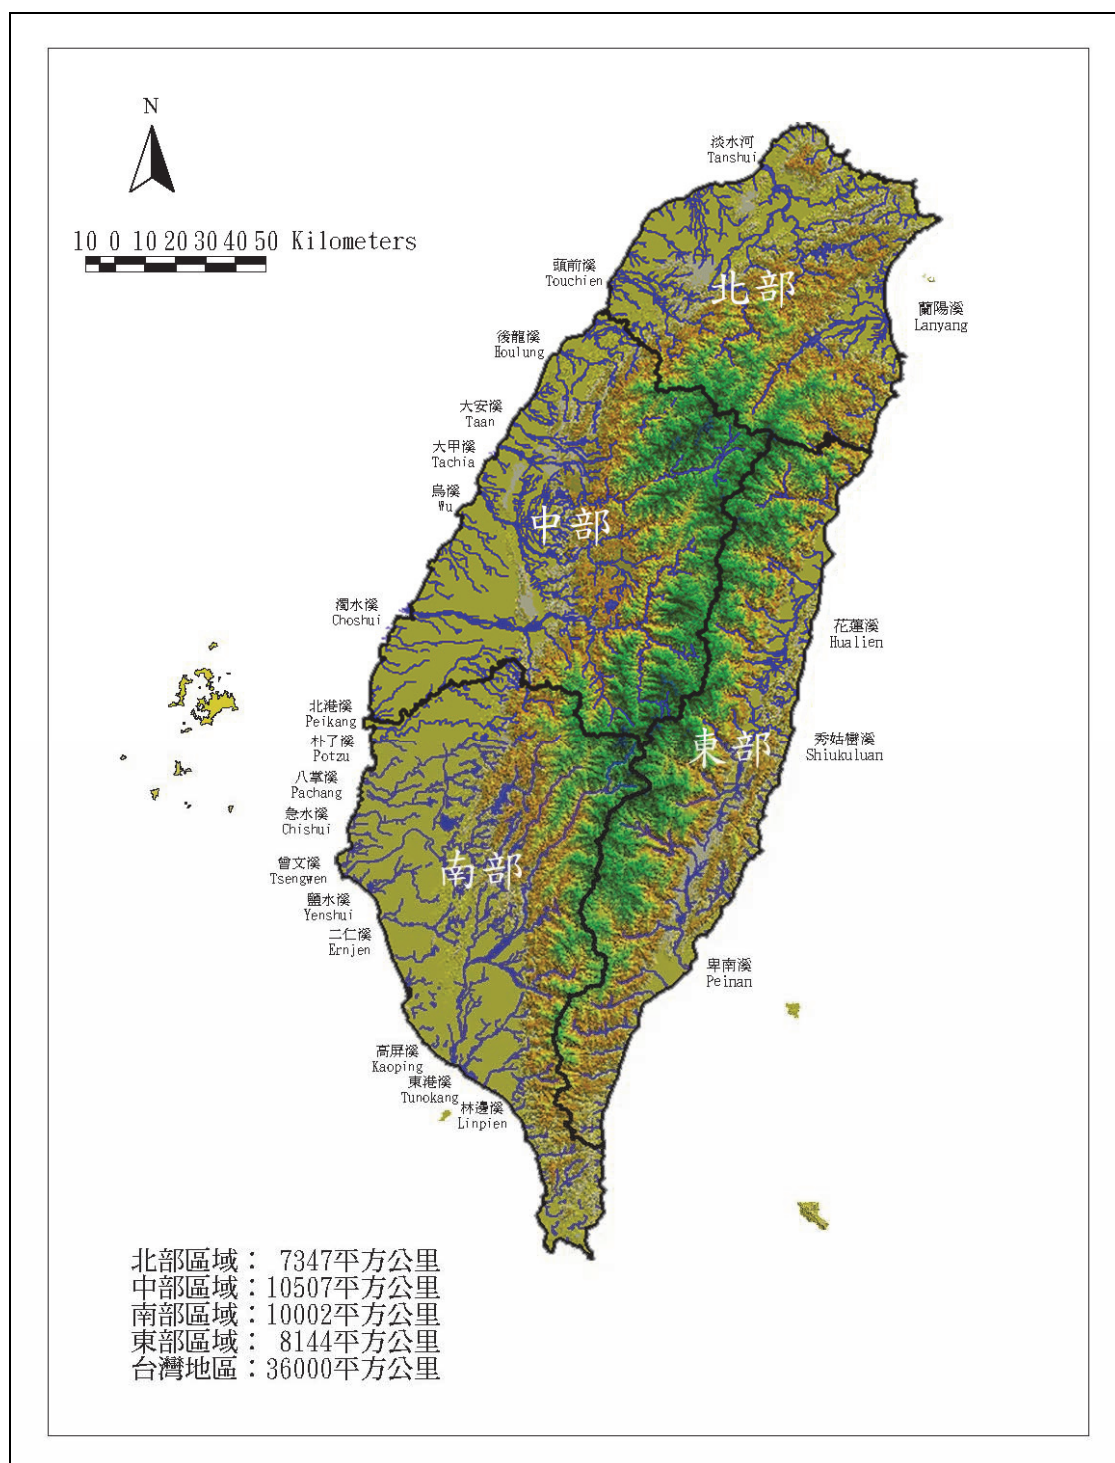 N
10 0 10 20 30 40 50 Kilometers
淡水河
Tanshui
頭前溪
Touchien
北部
蘭陽溪
Lanyang
後龍溪
Houlung
大安溪
Taan
大甲溪
Tachia
烏溪
Wu
中部
濁水溪
Choshui
花蓮溪
Hualien
北港溪
Peikang
朴了溪
Potzu
東部
秀姑巒溪
Shiukuluan
八掌溪
Pachang
急水溪
Chishui
曾文溪
Tsengwen
南部
鹽水溪
Yenshui
二仁溪
Ernjen
卑南溪
Peinan
高屏溪
Kaoping
東港溪
Tunokang
林邊溪
Linpien
北部區域： 7347平方公里
中部區域：10507平方公里
南部區域：10002平方公里
東部區域： 8144平方公里
台灣地區：36000平方公里